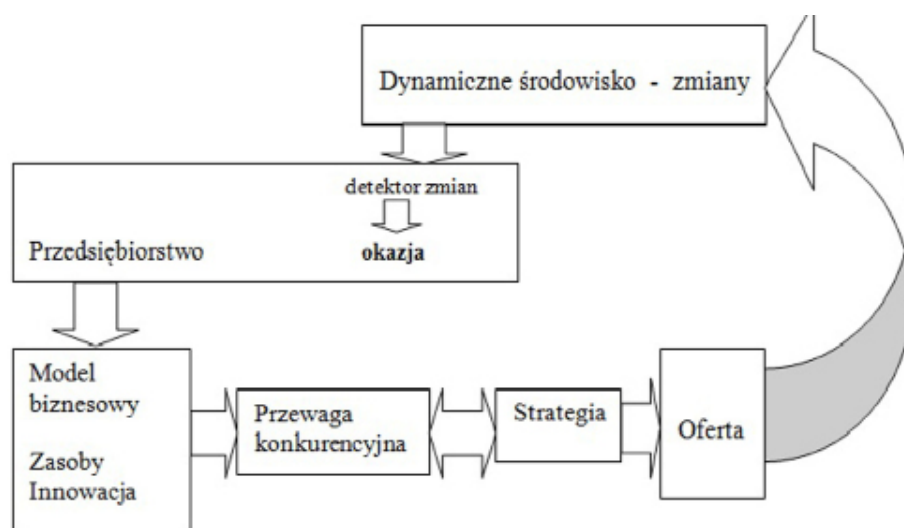 Dynamiczne środowisko - zmiany
detektor zmian
Przedsiębiorstwo
okazja
Model
biznesowy
Zasoby
Innowacja
Przewaga
konkurencyjna
Strategia
Oferta